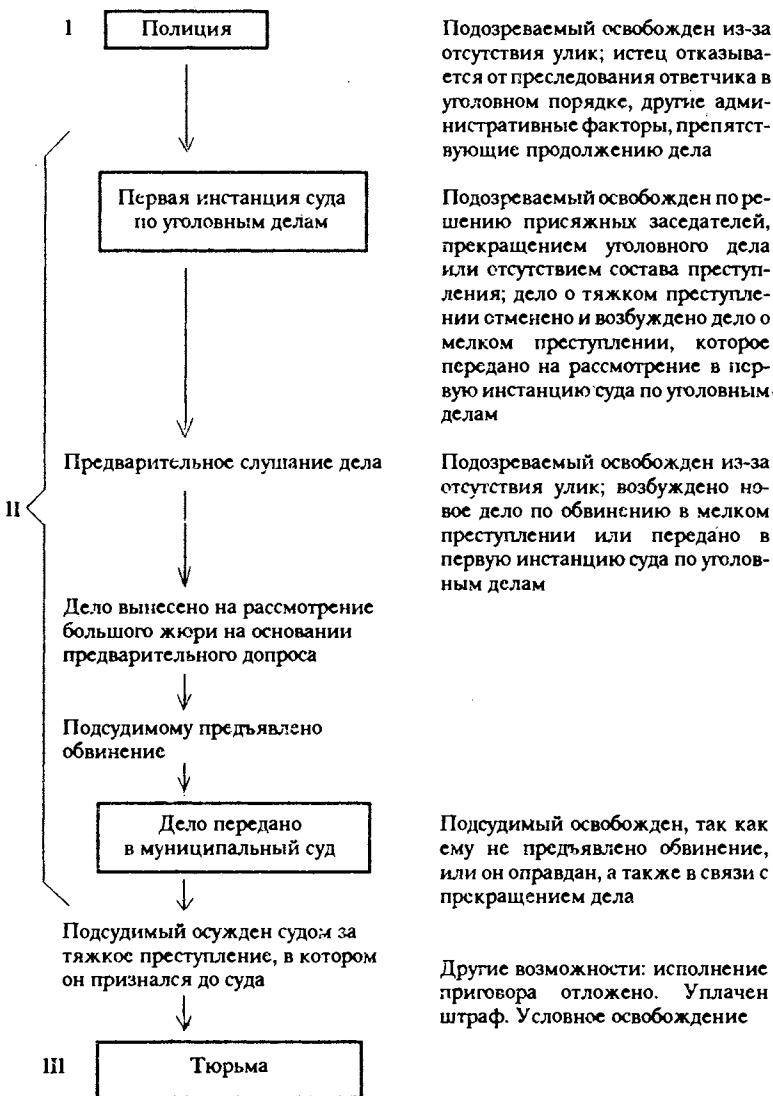 I Полиция
Подозреваемый освобожден из-за
отсутствия улик; истец отказыва-
ется от преследования ответчика в
уголовном порядке, другие адми-
нистративные факторы, препятст-
вующие продолжению дела
Первая инстанция суда
по уголовным делам
Подозреваемый освобожден по ре-
шению присяжных заседателей,
прекращением уголовного дела
или отсутствием состава преступ-
ления; дело о тяжком преступле-
нии отменено и возбуждено дело о
мелком преступлении, которое
передано на рассмотрение в пер-
вую инстанцию суда по уголовным
делам
II
Предварительное слушание дела
Подозреваемый освобожден из-за
отсутствия улик; возбуждено но-
вое дело по обвинению в мелком
преступлении или передано в
первую инстанцию суда по уголов-
ным делам
Дело вынесено на рассмотрение
большого жюри на основании
предварительного допроса
Подсудимому предъявлено
обвинение
Дело передано
в муниципальный суд
Подсудимый освобожден, так как
ему не предъявлено обвинение,
или он оправдан, а также в связи с
прекращением дела
Подсудимый осужден судом за
тяжкое преступление, в котором
он признался до суда
Другие возможности: исполнение
приговора отложено. Уплачен
штраф. Условное освобождение
III Тюрьма